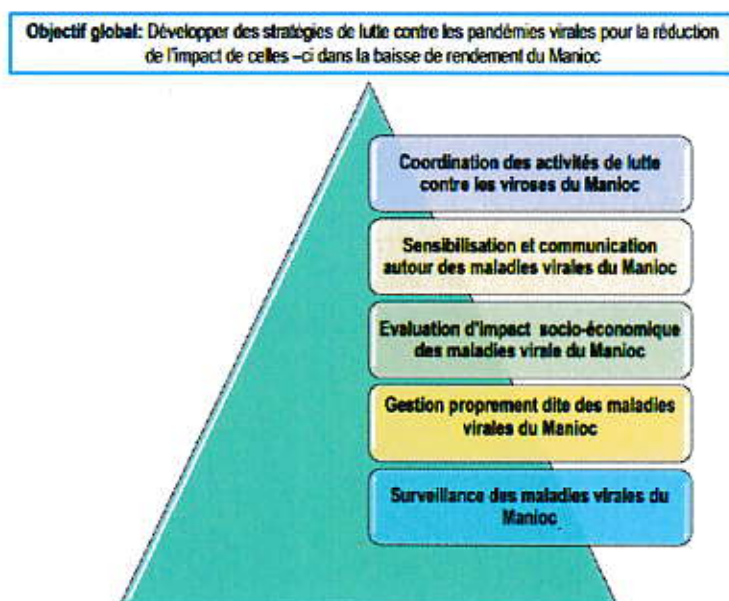 Objectif global: Développer des stratégies de lutte contre les pandémies virales pour la réduction
de l'impact de celles –ci dans la baisse de rendement du Manioc
Coordination des activités de lutte
contre les viroses du Manioc
Sensibilisation et communication
autour des maladies virales du Manioc
Evaluation d'impact socio-économique
des maladies virale du Manioc
Gestion proprement dite des maladies
virales du Manioc
Surveillance des maladies virales du
Manioc